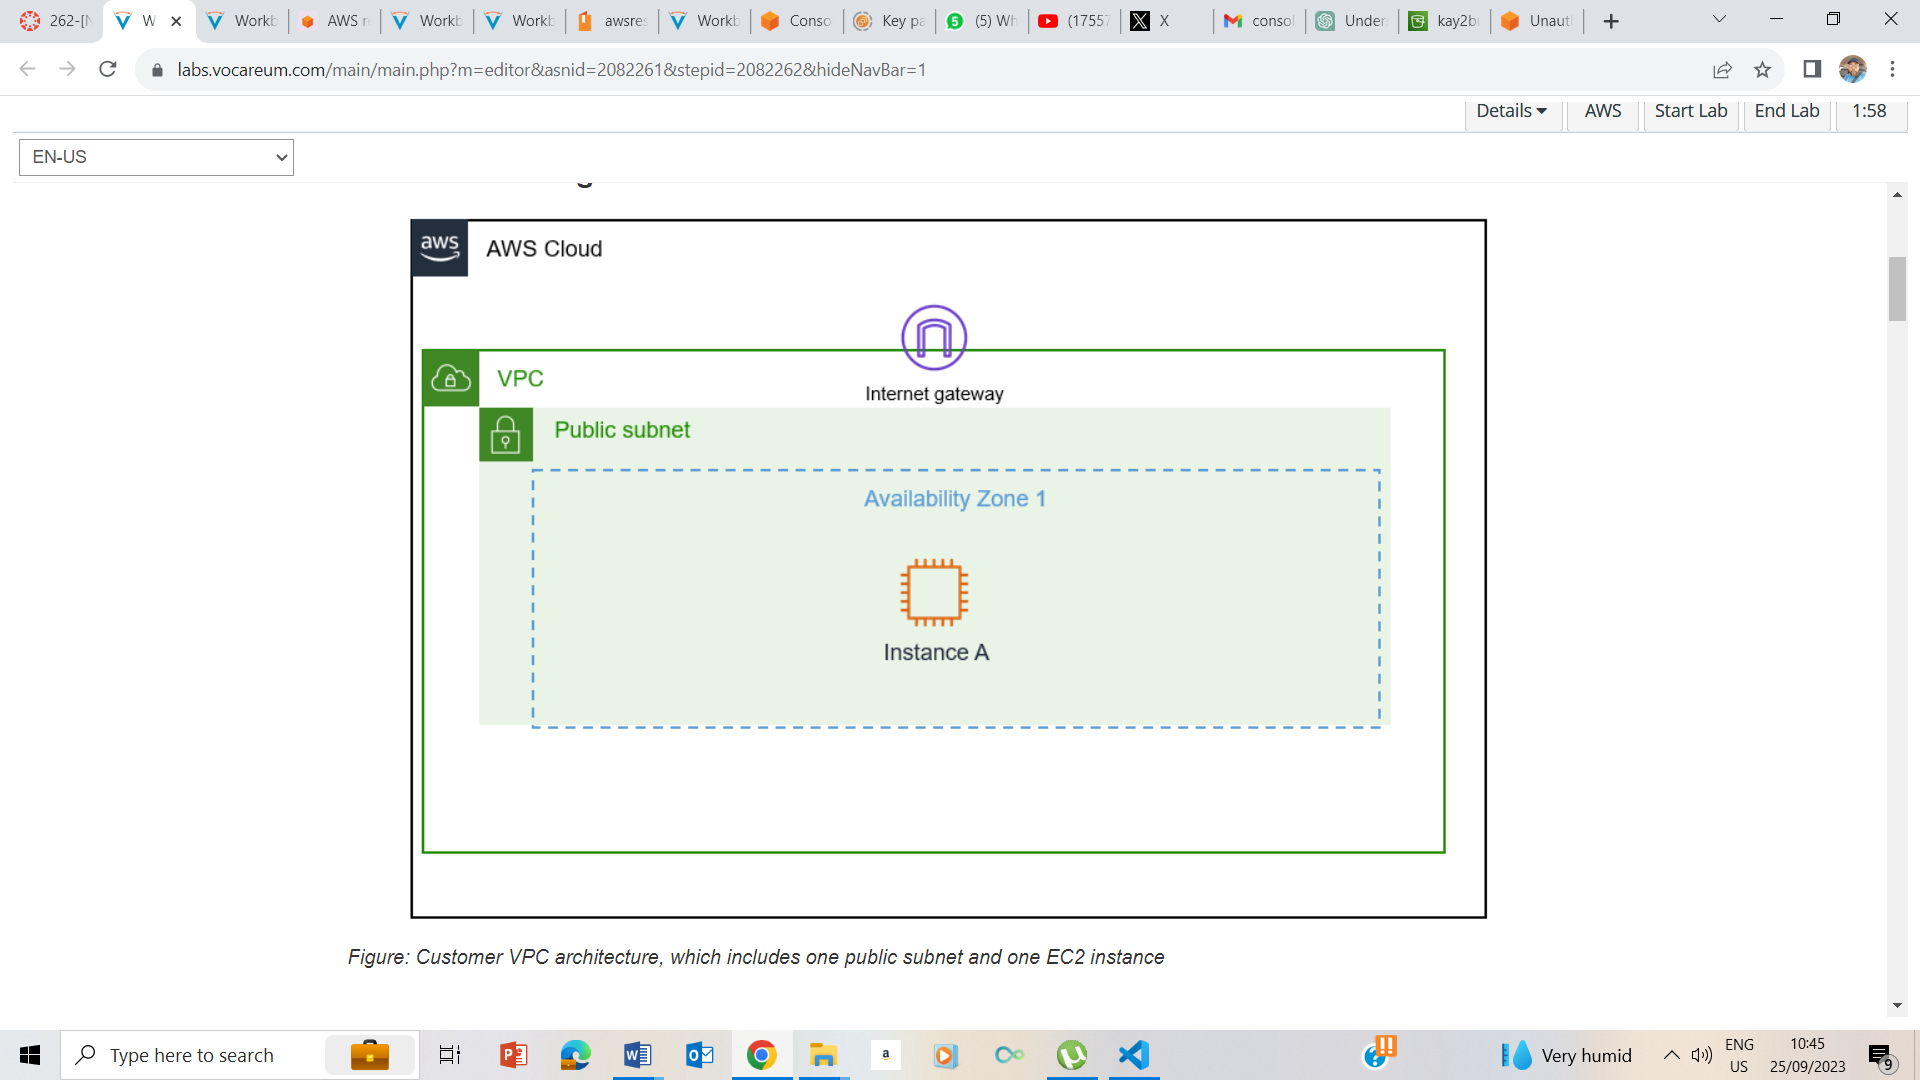 262-[N
W
Workb
AWS r
Workb
Workb
awsres
Workb
Conso
Key pa
(5) Wh
(17557
X
consol
Under
kay2bu
Unauth
labs.vocareum.com/main/main.php?m=editor&asnid=2082261&stepid=2082262&hideNavBar=1
Details
AWS
Start Lab
End Lab
1:58
EN-US
aws
AWS Cloud
Internet gateway
VPC
Public subnet
Availability Zone 1
Instance A
Figure: Customer VPC architecture, which includes one public subnet and one EC2 instance
Type here to search
a
Very humid
ENG
US
10:45
25/09/2023
9